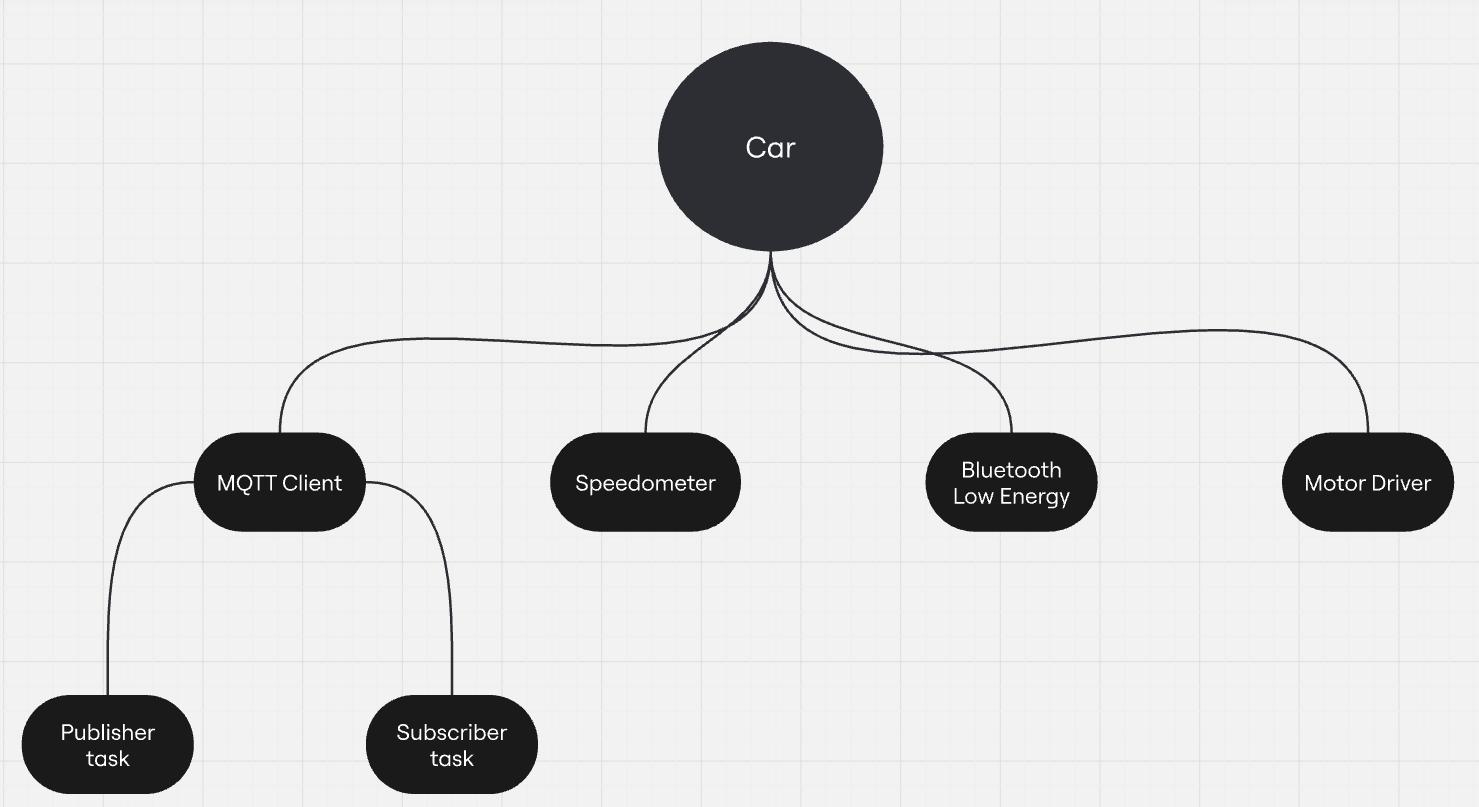 Car
MQTT Client
Speedometer
Bluetooth
Low Energy
Motor Driver
Publisher
task
Subscriber
task